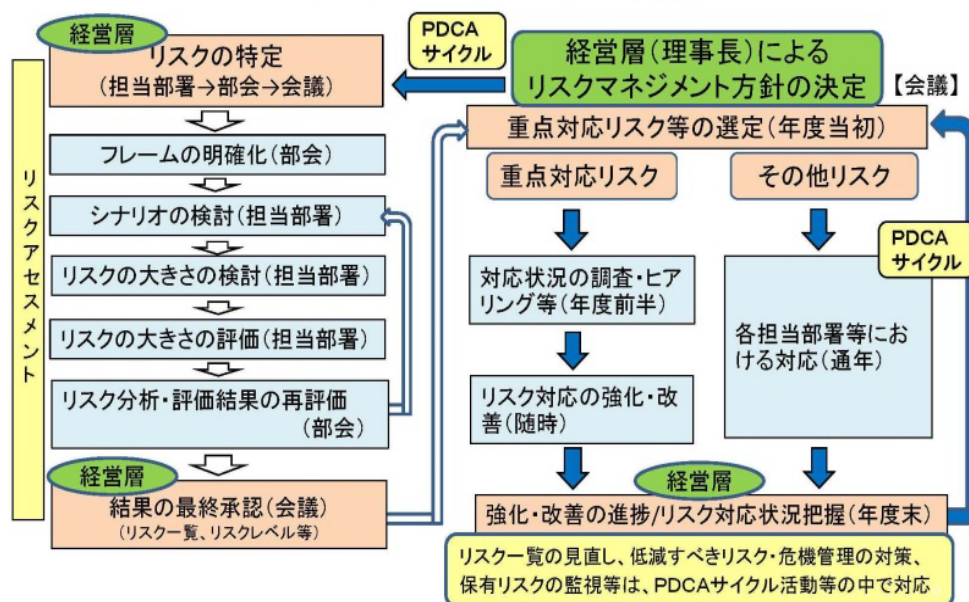 経営層
リスクの特定
(担当部署→部会→会議)
フレームの明確化(部会)
シナリオの検討(担当部署)
リスクの大きさの検討(担当部署)
リスクの大きさの評価(担当部署)
リスク分析・評価結果の再評価
(部会)
経営層
結果の最終承認(会議)
(リスク一覧、リスクレベル等)
リスクアセスメント
PDCA
サイクル
経営層(理事長)による
リスクマネジメント方針の決定
【会議】
重点対応リスク等の選定(年度当初)
重点対応リスク
対応状況の調査・ヒア
リング等(年度前半)
リスク対応の強化・改
善(随時)
その他リスク
各担当部署等にお
ける対応(通年)
PDCA
サイクル
経営層
強化・改善の進捗/リスク対応状況把握(年度末)
リスク一覧の見直し、低減すべきリスク・危機管理の対策、
保有リスクの監視等は、PDCAサイクル活動等の中で対応